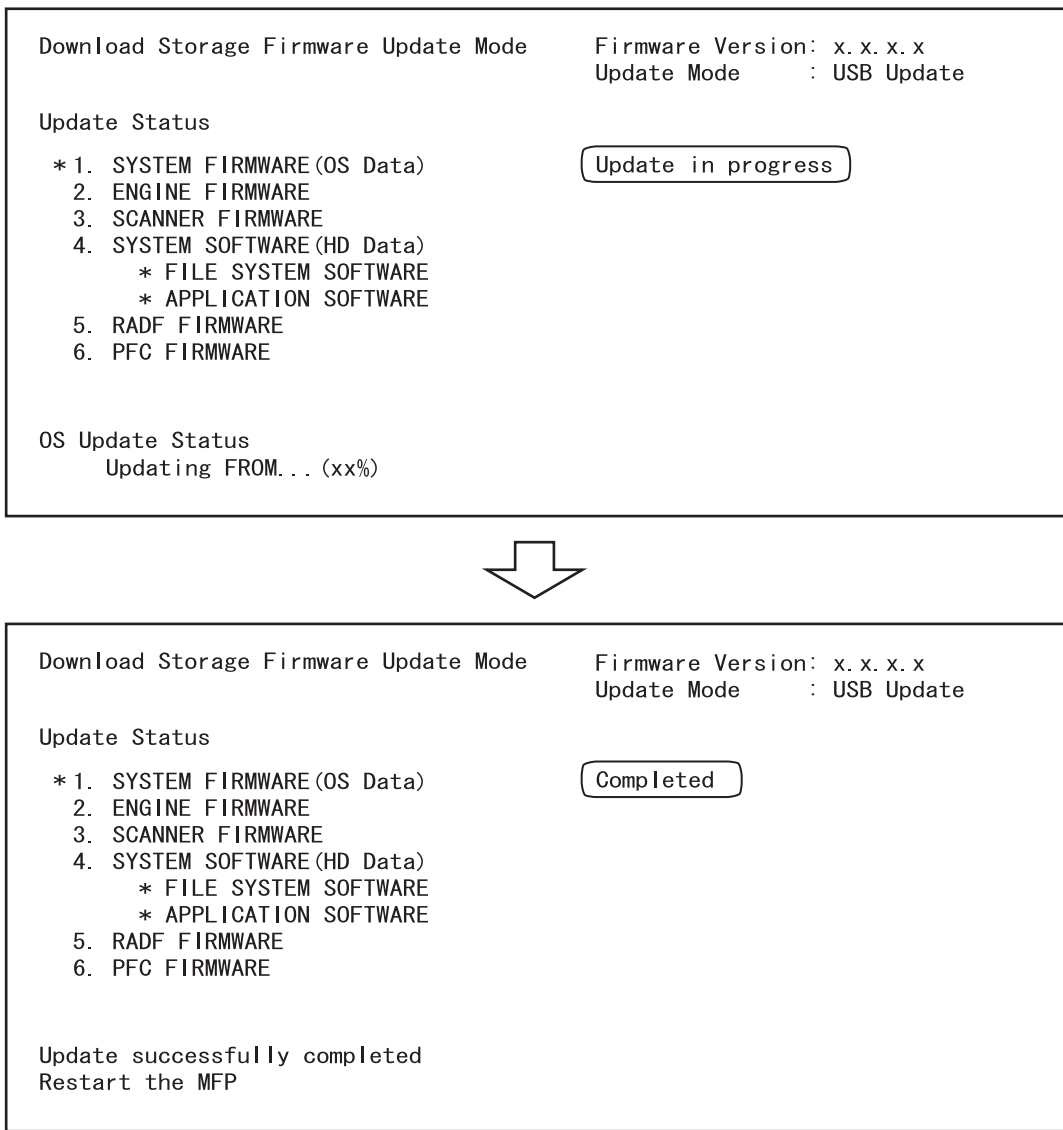 Download Storage Firmware Update Mode Firmware Version: x.x.x.x
Update Mode : USB Update
Update Status
* 1. SYSTEM FIRMWARE(OS Data) Update in progress
2. ENGINE FIRMWARE
3. SCANNER FIRMWARE
4. SYSTEM SOFTWARE(HD Data)
* FILE SYSTEM SOFTWARE
* APPLICATION SOFTWARE
5. RADF FIRMWARE
6. PFC FIRMWARE
OS Update Status
Updating FROM...(xx%)
Download Storage Firmware Update Mode Firmware Version: x.x.x.x
Update Mode : USB Update
Update Status
* 1. SYSTEM FIRMWARE(OS Data) Completed
2. ENGINE FIRMWARE
3. SCANNER FIRMWARE
4. SYSTEM SOFTWARE(HD Data)
* FILE SYSTEM SOFTWARE
* APPLICATION SOFTWARE
5. RADF FIRMWARE
6. PFC FIRMWARE
Update successfully completed
Restart the MFP